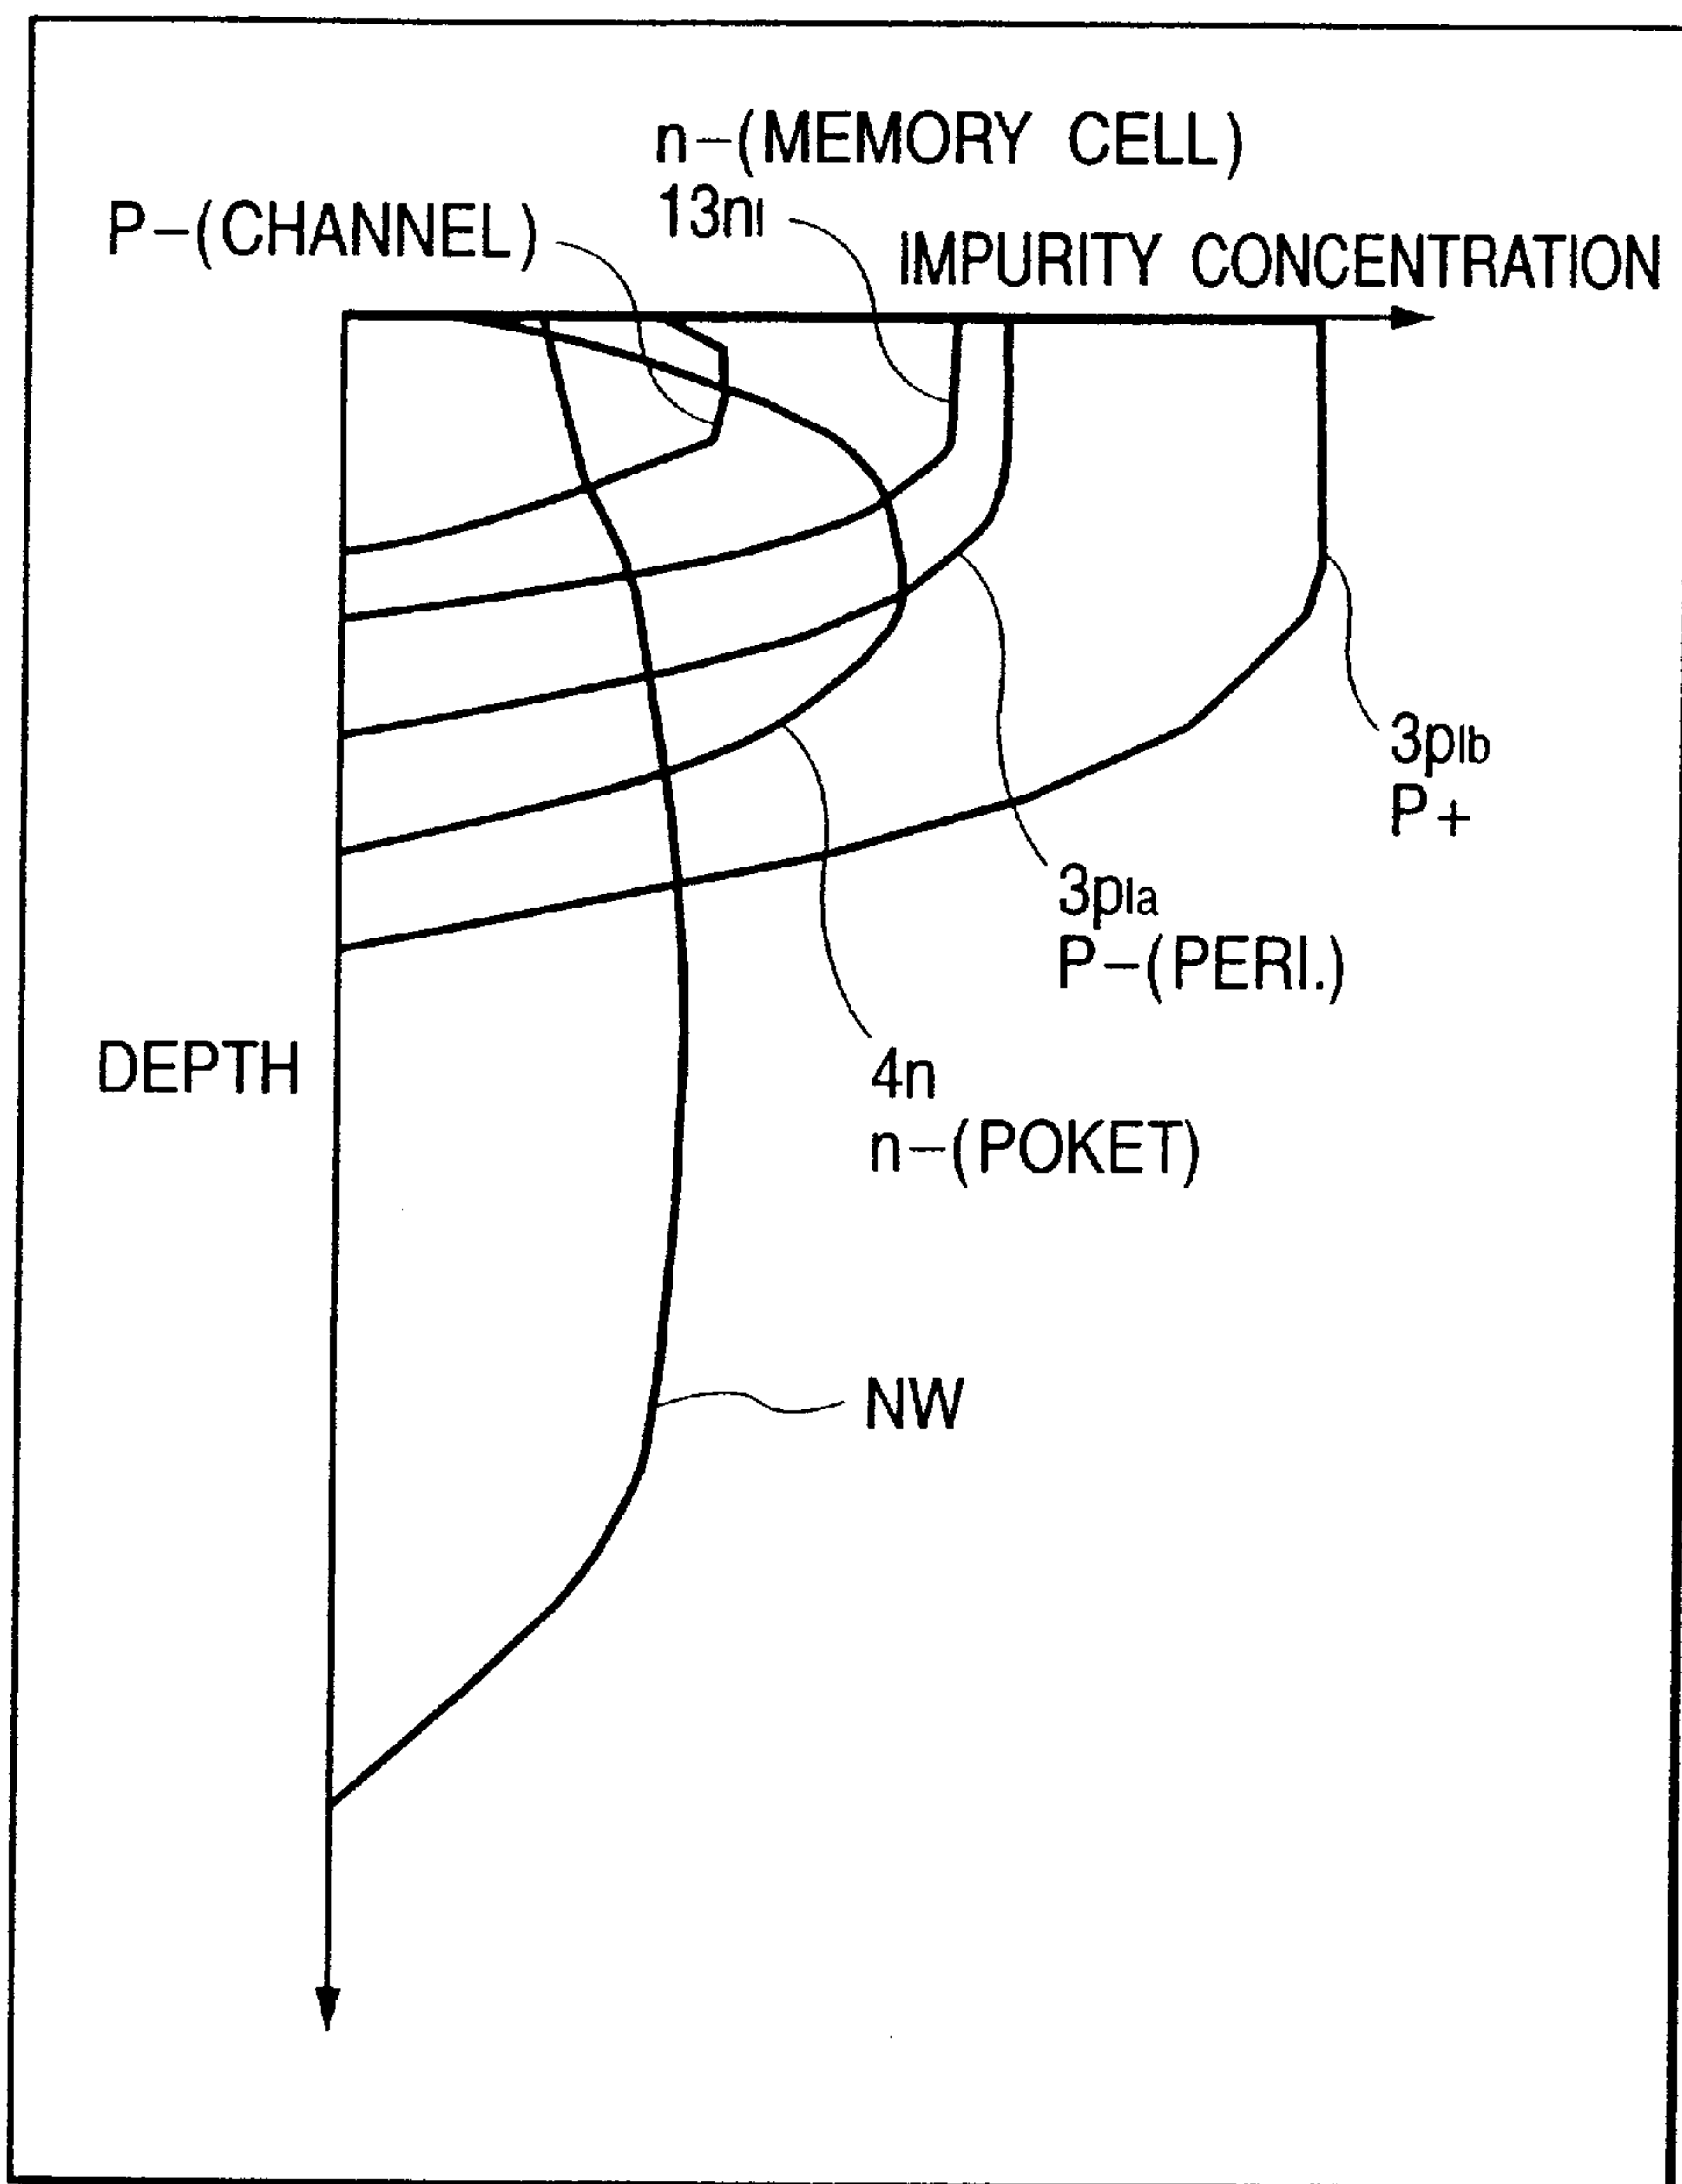 n-(MEMORY CELL)
13nI
P-(CHANNEL)
IMPURITY CONCENTRATION
3pIb
P+
3pIa
P-(PERI.)
DEPTH
4n
n-(POKET)
NW